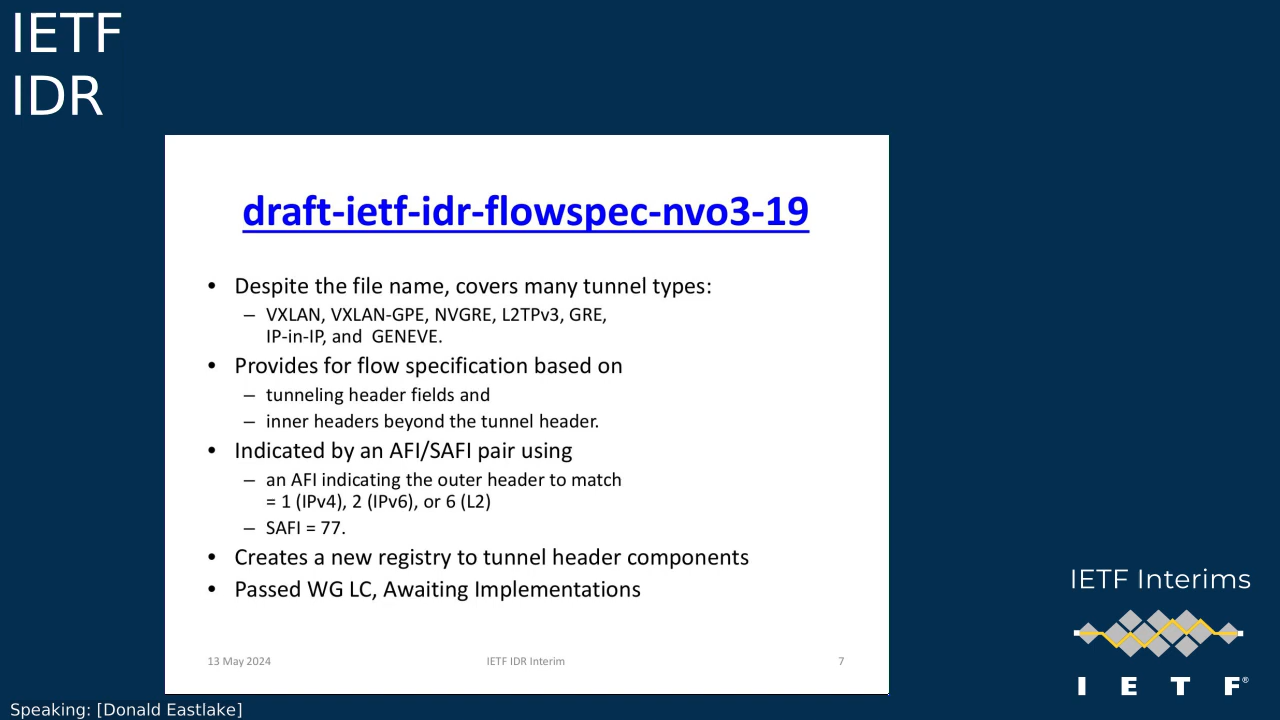 IETF
IDR
draft-ietf-idr-flowspec-nvo3-19
• Despite the file name, covers many tunnel types:
– VXLAN, VXLAN-GPE, NVGRE, L2TPv3, GRE,
IP-in-IP, and  GENEVE.
• Provides for flow specification based on
– tunneling header fields and
– inner headers beyond the tunnel header.
• Indicated by an AFI/SAFI pair using
– an AFI indicating the outer header to match
= 1 (IPv4), 2 (IPv6), or 6 (L2)
– SAFI = 77.
• Creates a new registry to tunnel header components
• Passed WG LC, Awaiting Implementations
13 May 2024
IETF IDR Interim
7
IETF Interims
I E T F®
Speaking: [Donald Eastlake]